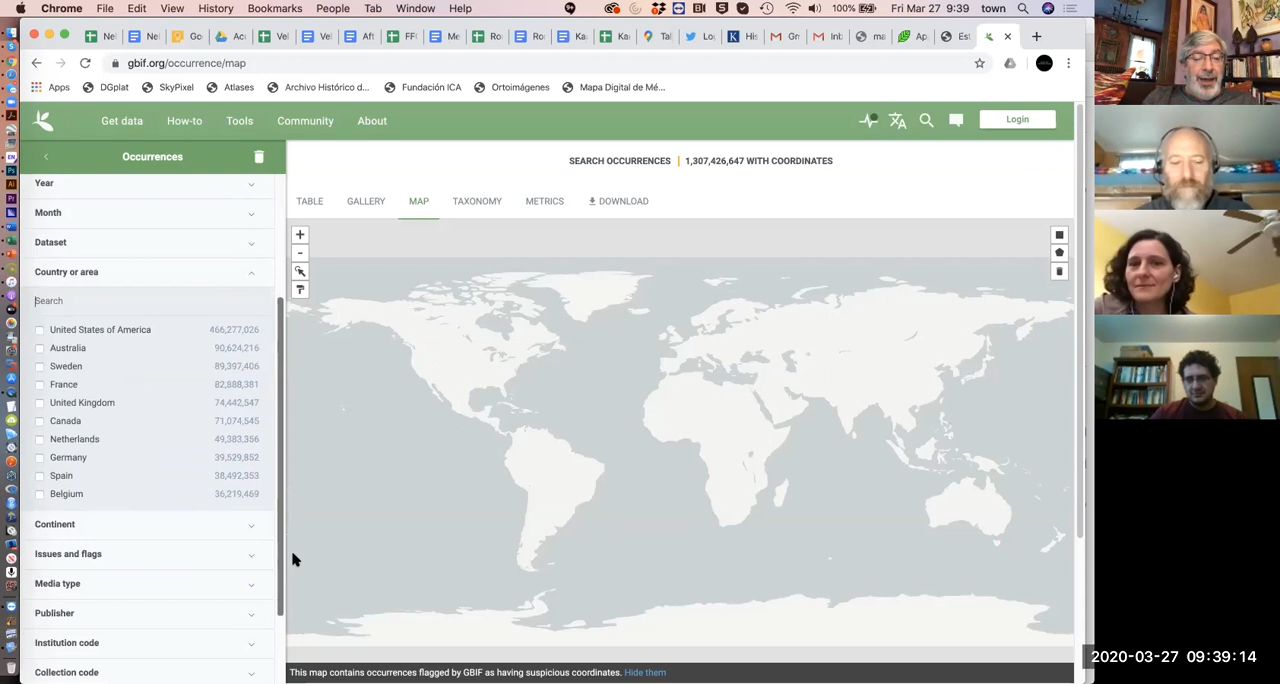 Chrome File Edit View History Bookmarks People Tab Window Help 100% Fri Mar 27 9:39 town
gbif.org/occurrence/map
Apps DGplat SkyPixel Atlases Archivo Histórico d... Fundación ICA Ortoimágenes Mapa Digital de Mé...
Get data How-to Tools Community About Login
Occurrences
SEARCH OCCURRENCES | 1,307,426,647 WITH COORDINATES
TABLE GALLERY MAP TAXONOMY METRICS DOWNLOAD
Year
Month
Dataset
Country or area
Search
United States of America 466,277,026
Australia 90,624,216
Sweden 89,397,406
France 82,888,381
United Kingdom 74,442,547
Canada 71,074,545
Netherlands 49,383,356
Germany 39,529,852
Spain 38,492,353
Belgium 36,219,469
Continent
Issues and flags
Media type
Publisher
Institution code
Collection code
This map contains occurrences flagged by GBIF as having suspicious coordinates. Hide them
2020-03-27 09:39:14